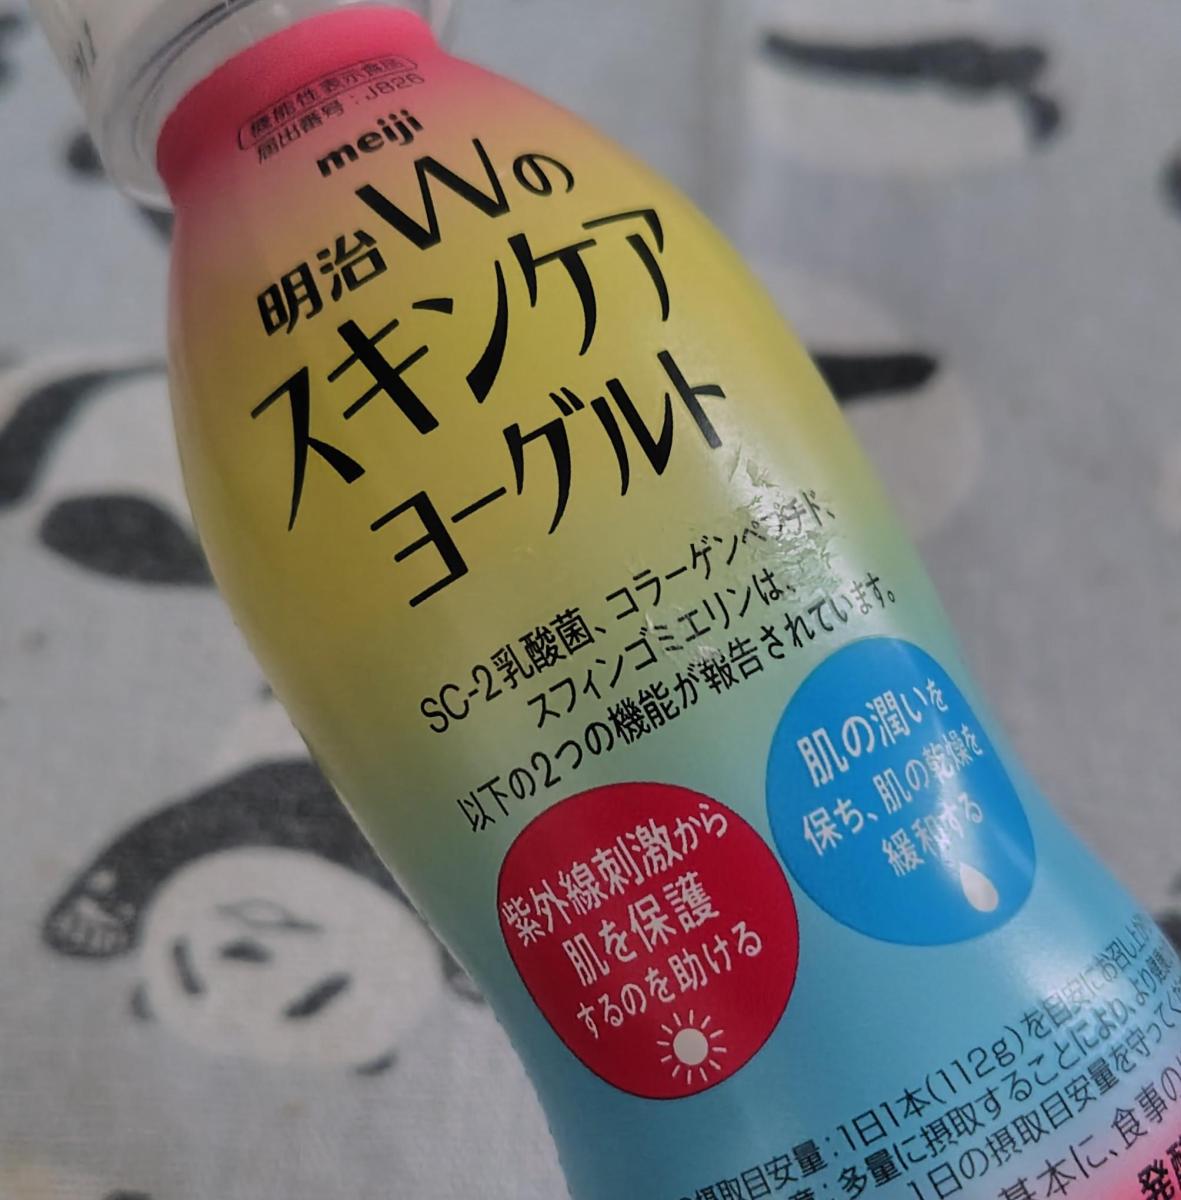 機能性表示食品
届出番号：J826
meiji
明治Wの
スキンケア
ヨーグルト
SC-2乳酸菌、コラーゲンペプチド、
スフィンゴミエリンは、
以下の2つの機能が報告されています。
肌の潤いを
保ち、肌の乾燥を
緩和する
紫外線刺激から
肌を保護
するのを助ける
摂取目安量：1日1本(112g)を目安にお召し上が
多量に摂取することにより、より健康
1日の摂取目安量を守ってく
基本に、食事の
発酵